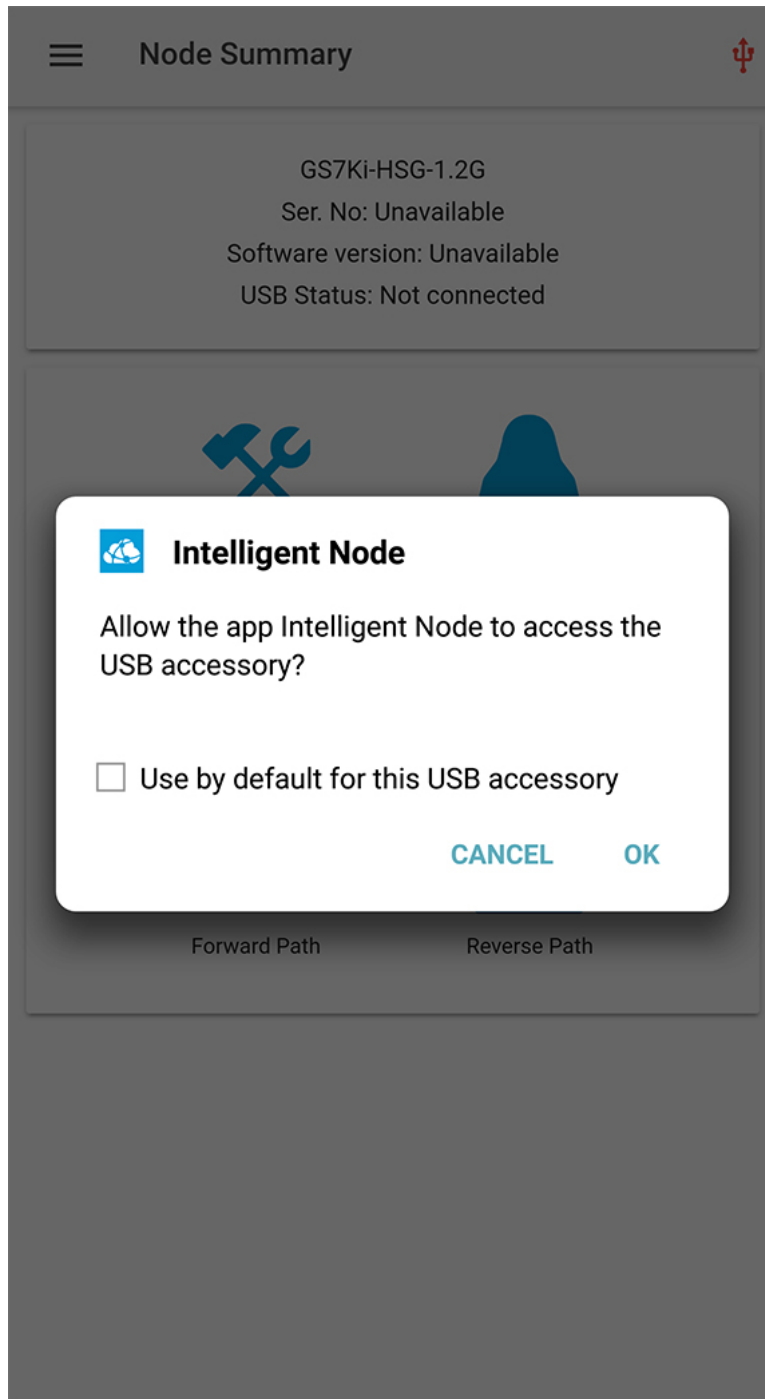 Node Summary
GS7Ki-HSG-1.2G
Ser. No: Unavailable
Software version: Unavailable
USB Status: Not connected
Intelligent Node
Allow the app Intelligent Node to access the
USB accessory?
Use by default for this USB accessory
CANCEL OK
Forward Path Reverse Path